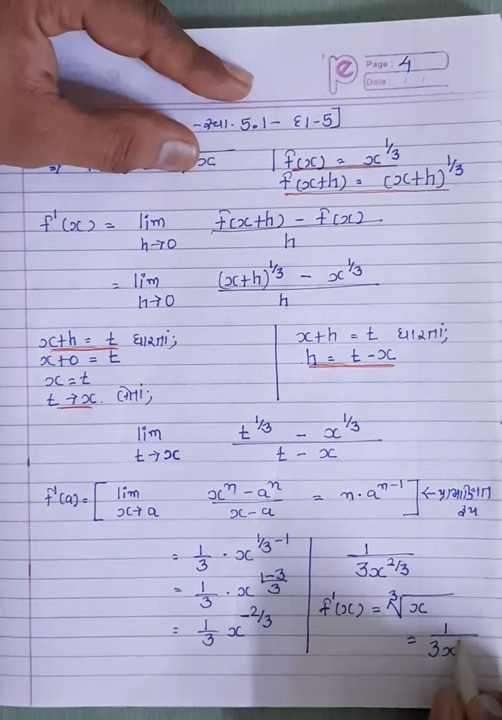 Page: 4
Date:
-સ્વા. 5.1 - દા-5]
x | f(x) = x^1/3
f(x+h) = (x+h)^1/3
f'(x) = lim h→0 f(x+h) - f(x) / h
= lim h→0 (x+h)^1/3 - x^1/3 / h
x+h = t ધારતાં; | x+h = t ધારતાં;
x+0 = t | h = t - x
x = t
t → x.
lim t→x t^1/3 - x^1/3 / t - x
f'(a) = [ lim x→a x^n - a^n / x - a = n·a^n-1 ] ←
= 1/3 · x^1/3-1 | 1/3x^2/3
= 1/3 · x^1-3/3 | f'(x) = ∛x
= 1/3 x^-2/3 | = 1/3x